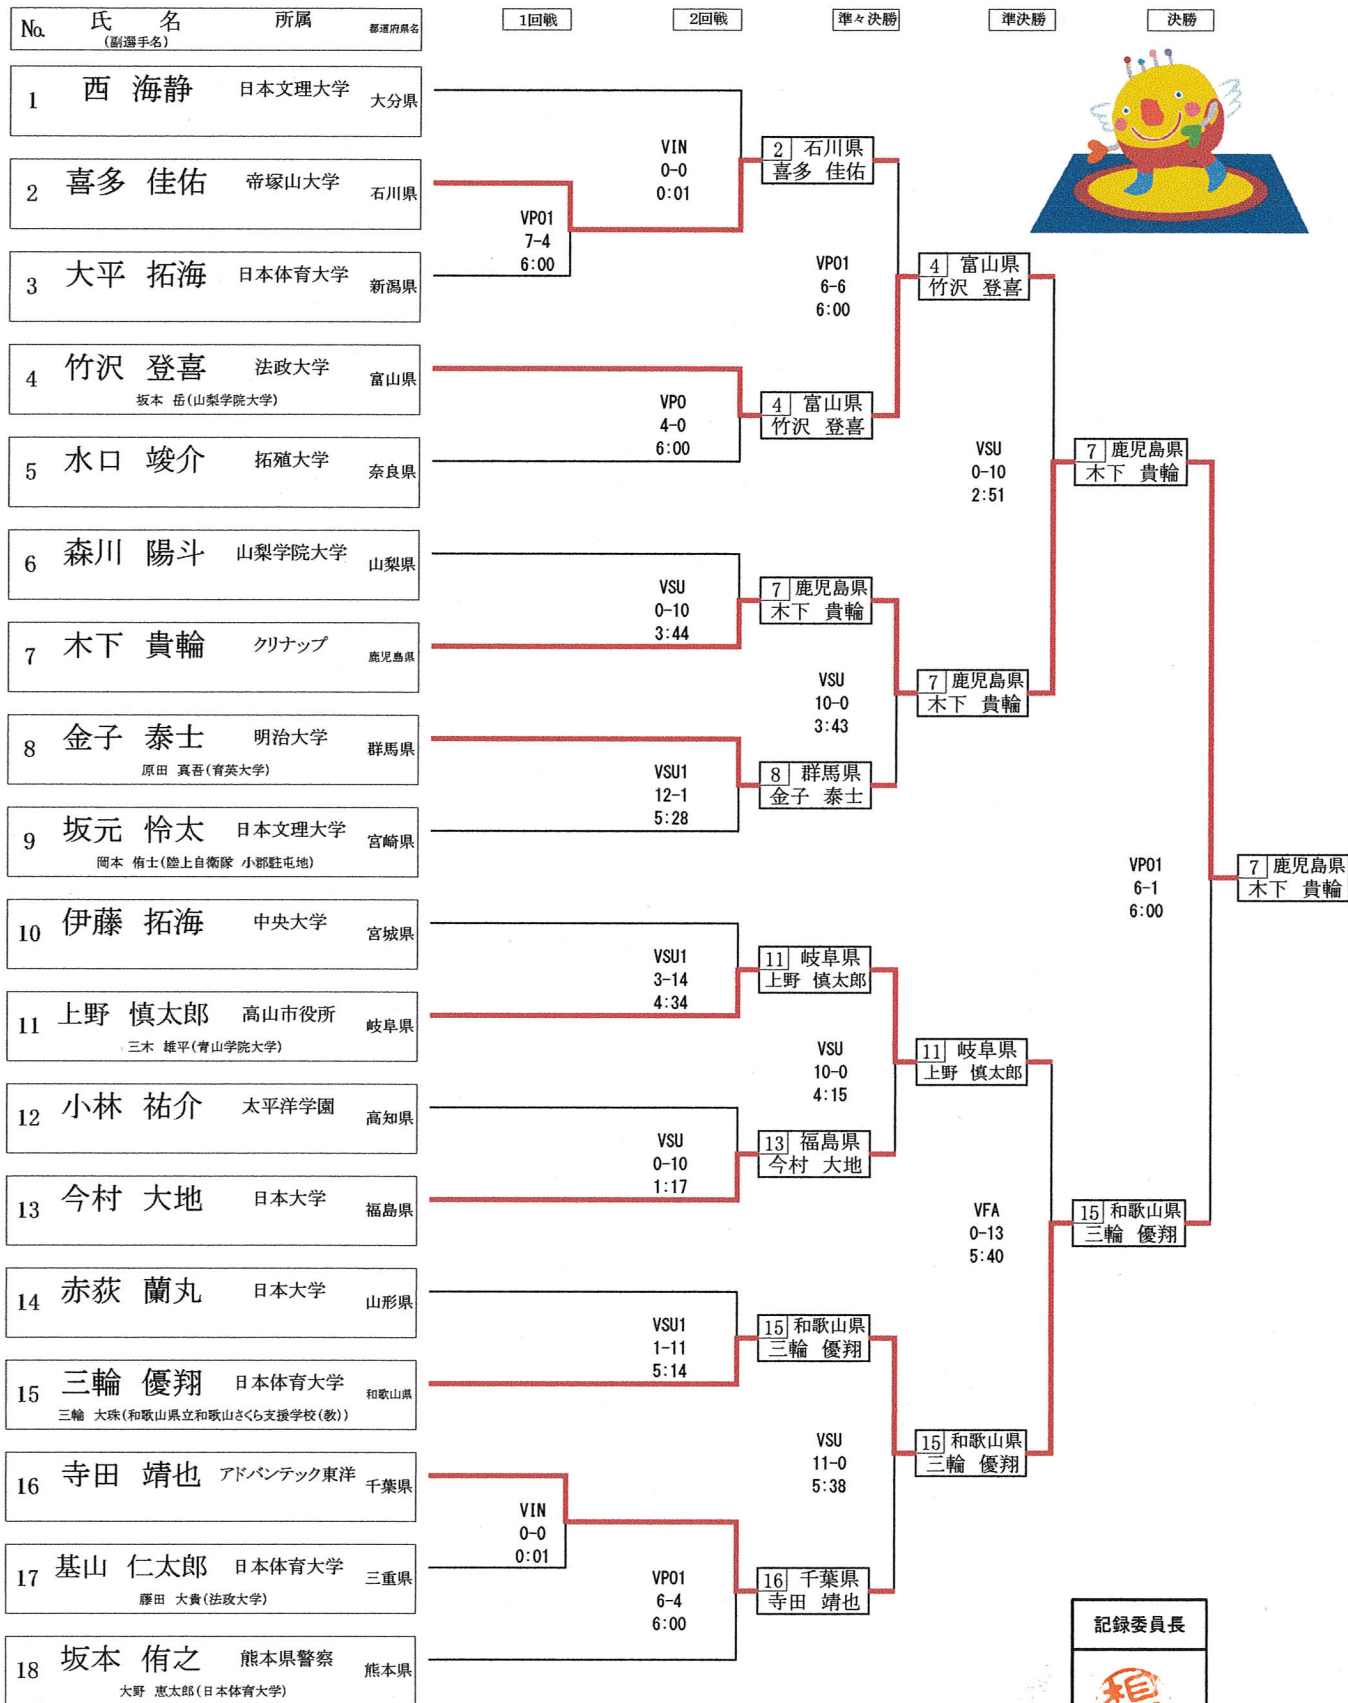 No. 氏 名 所属 都道府県名 1回戦 2回戦 準々決勝 準決勝 決勝
(副選手名)
1 西 海静 日本文理大学 大分県
2 喜多 佳佑 帝塚山大学 石川県
3 大平 拓海 日本体育大学 新潟県
4 竹沢 登喜 法政大学 富山県
坂本 岳(山梨学院大学)
5 水口 竣介 拓殖大学 奈良県
6 森川 陽斗 山梨学院大学 山梨県
7 木下 貴輪 クリナップ 鹿児島県
8 金子 泰士 明治大学 群馬県
原田 真吾(育英大学)
9 坂元 怜太 日本文理大学 宮崎県
岡本 侑士(陸上自衛隊 小郡駐屯地)
10 伊藤 拓海 中央大学 宮城県
11 上野 慎太郎 高山市役所 岐阜県
三木 雄平(青山学院大学)
12 小林 祐介 太平洋学園 高知県
13 今村 大地 日本大学 福島県
14 赤荻 蘭丸 日本大学 山形県
15 三輪 優翔 日本体育大学 和歌山県
三輪 大珠(和歌山県立和歌山さくら支援学校(教))
16 寺田 靖也 アドバンテック東洋 千葉県
17 基山 仁太郎 日本体育大学 三重県
藤田 大貴(法政大学)
18 坂本 侑之 熊本県警察 熊本県
大野 恵太郎(日本体育大学)
VPO1
7-4
6:00
VIN
0-0
0:01
VIN
0-0
0:01
VPO
4-0
6:00
VSU
0-10
3:44
VSU1
12-1
5:28
VSU1
3-14
4:34
VSU
0-10
1:17
VSU1
1-11
5:14
VPO1
6-4
6:00
2 石川県
喜多 佳佑
4 富山県
竹沢 登喜
7 鹿児島県
木下 貴輪
8 群馬県
金子 泰士
11 岐阜県
上野 慎太郎
13 福島県
今村 大地
15 和歌山県
三輪 優翔
16 千葉県
寺田 靖也
VPO1
6-6
6:00
VSU
10-0
3:43
VSU
10-0
4:15
VSU
11-0
5:38
4 富山県
竹沢 登喜
7 鹿児島県
木下 貴輪
11 岐阜県
上野 慎太郎
15 和歌山県
三輪 優翔
VSU
0-10
2:51
VFA
0-13
5:40
7 鹿児島県
木下 貴輪
15 和歌山県
三輪 優翔
VPO1
6-1
6:00
7 鹿児島県
木下 貴輪
記録委員長